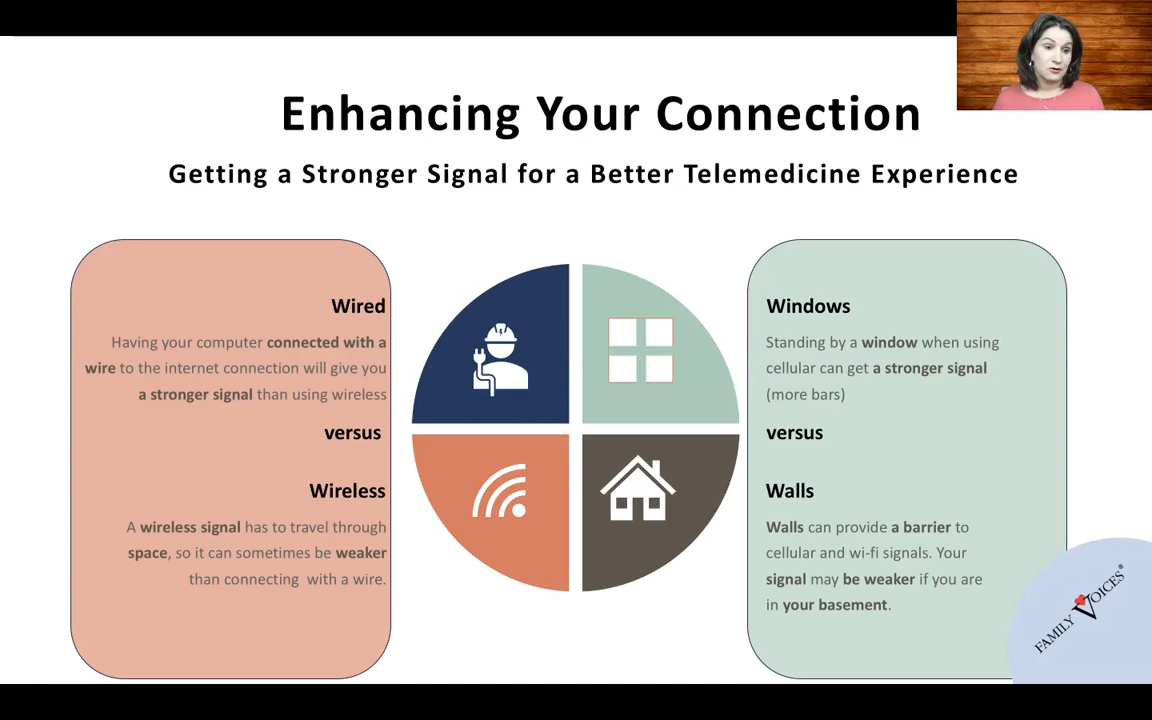 Enhancing Your Connection
Getting a Stronger Signal for a Better Telemedicine Experience
Wired
Having your computer connected with a
wire to the internet connection will give you
a stronger signal than using wireless
versus
Wireless
A wireless signal has to travel through
space, so it can sometimes be weaker
than connecting with a wire.
Windows
Standing by a window when using
cellular can get a stronger signal
(more bars)
versus
Walls
Walls can provide a barrier to
cellular and wi-fi signals. Your
signal may be weaker if you are
in your basement.
FAMILY VOICES®